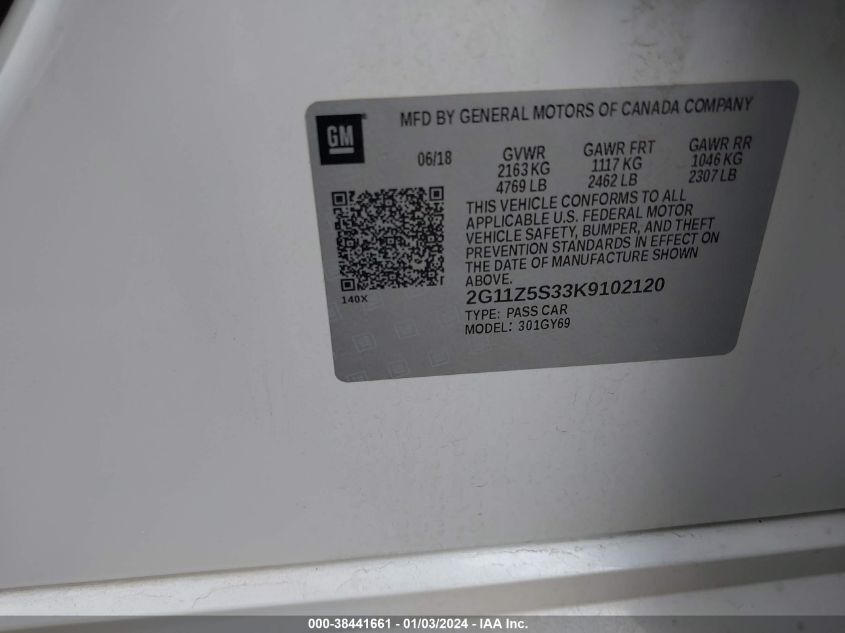 GM
MFD BY GENERAL MOTORS OF CANADA COMPANY
06/18 GVWR GAWR FRT GAWR RR
2163 KG 1117 KG 1046 KG
4769 LB 2462 LB 2307 LB
THIS VEHICLE CONFORMS TO ALL
APPLICABLE U.S. FEDERAL MOTOR
VEHICLE SAFETY, BUMPER, AND THEFT
PREVENTION STANDARDS IN EFFECT ON
THE DATE OF MANUFACTURE SHOWN
ABOVE.
140X
2G11Z5S33K9102120
TYPE: PASS CAR
MODEL: 301GY69
000-38441661 - 01/03/2024 - IAA Inc.